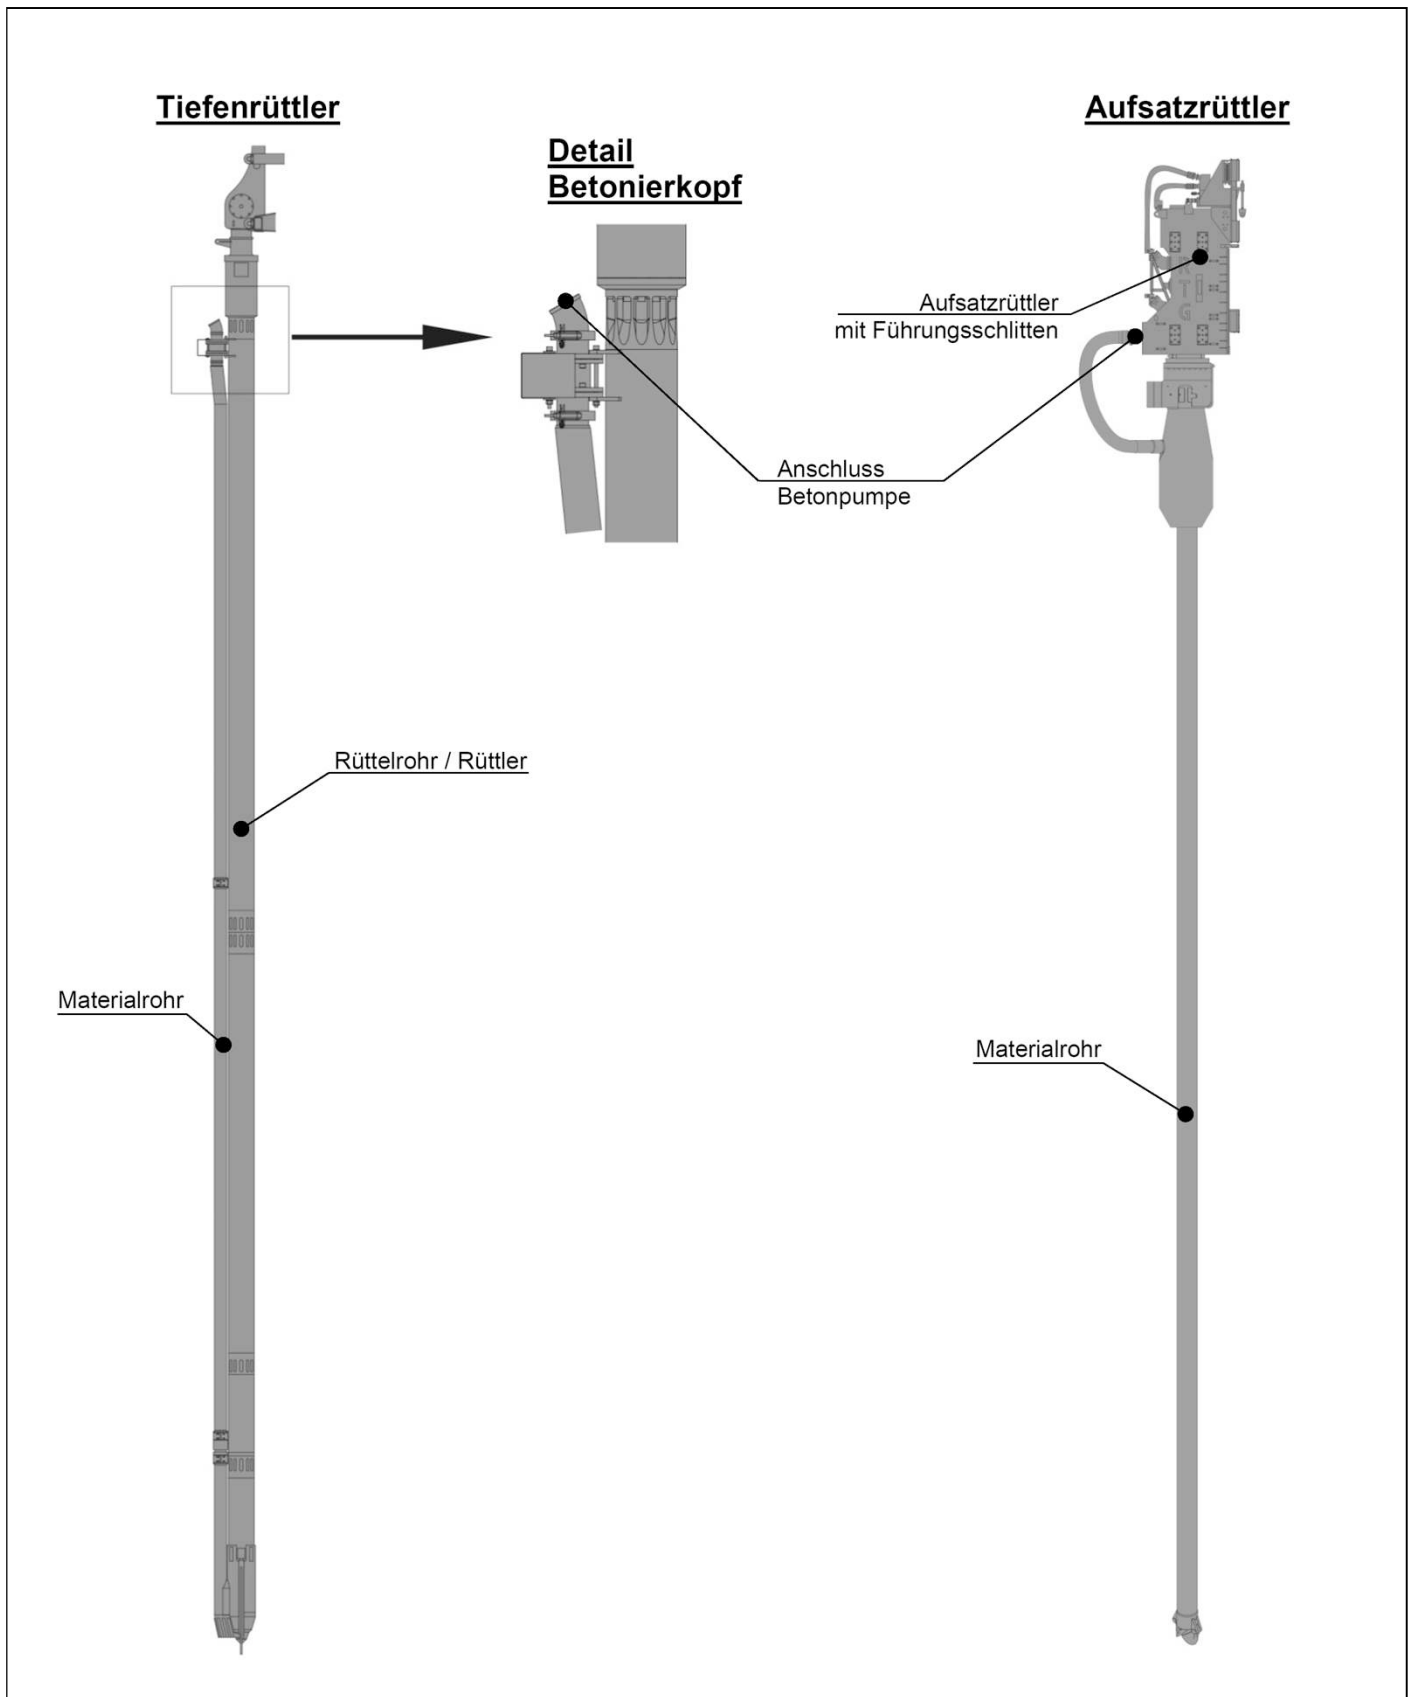 Tiefenrüttler
Aufsatzrüttler
Detail
Betonierkopf
Aufsatzrüttler
mit Führungsschlitten
R
T
G
Anschluss
Betonpumpe
Rüttelrohr / Rüttler
Materialrohr
Materialrohr